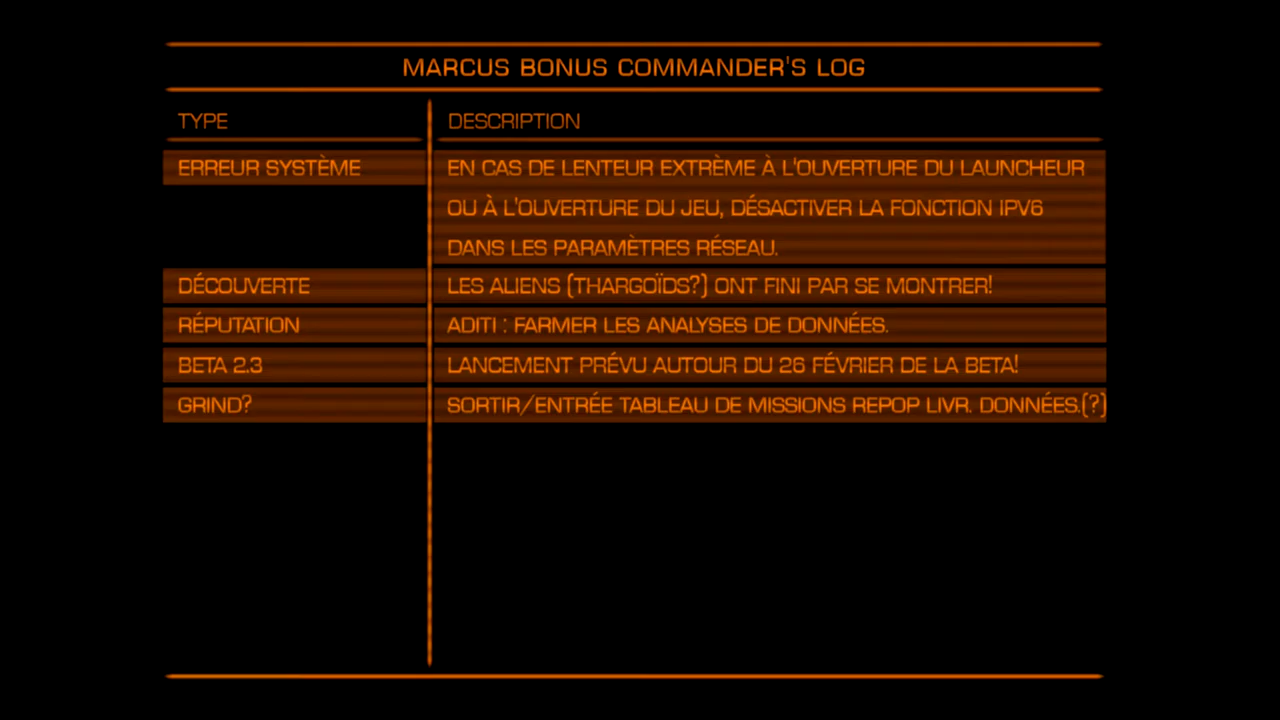 MARCUS BONUS COMMANDER'S LOG
TYPE DESCRIPTION
ERREUR SYSTÈME EN CAS DE LENTEUR EXTRÈME À L'OUVERTURE DU LAUNCHEUR
OU À L'OUVERTURE DU JEU, DÉSACTIVER LA FONCTION IPV6
DANS LES PARAMÈTRES RÉSEAU.
DÉCOUVERTE LES ALIENS (THARGOÏDS?) ONT FINI PAR SE MONTRER!
RÉPUTATION ADITI : FARMER LES ANALYSES DE DONNÉES.
BETA 2.3 LANCEMENT PRÉVU AUTOUR DU 26 FÉVRIER DE LA BETA!
GRIND? SORTIR/ENTRÉE TABLEAU DE MISSIONS REPOP LIVR. DONNÉES.(?)